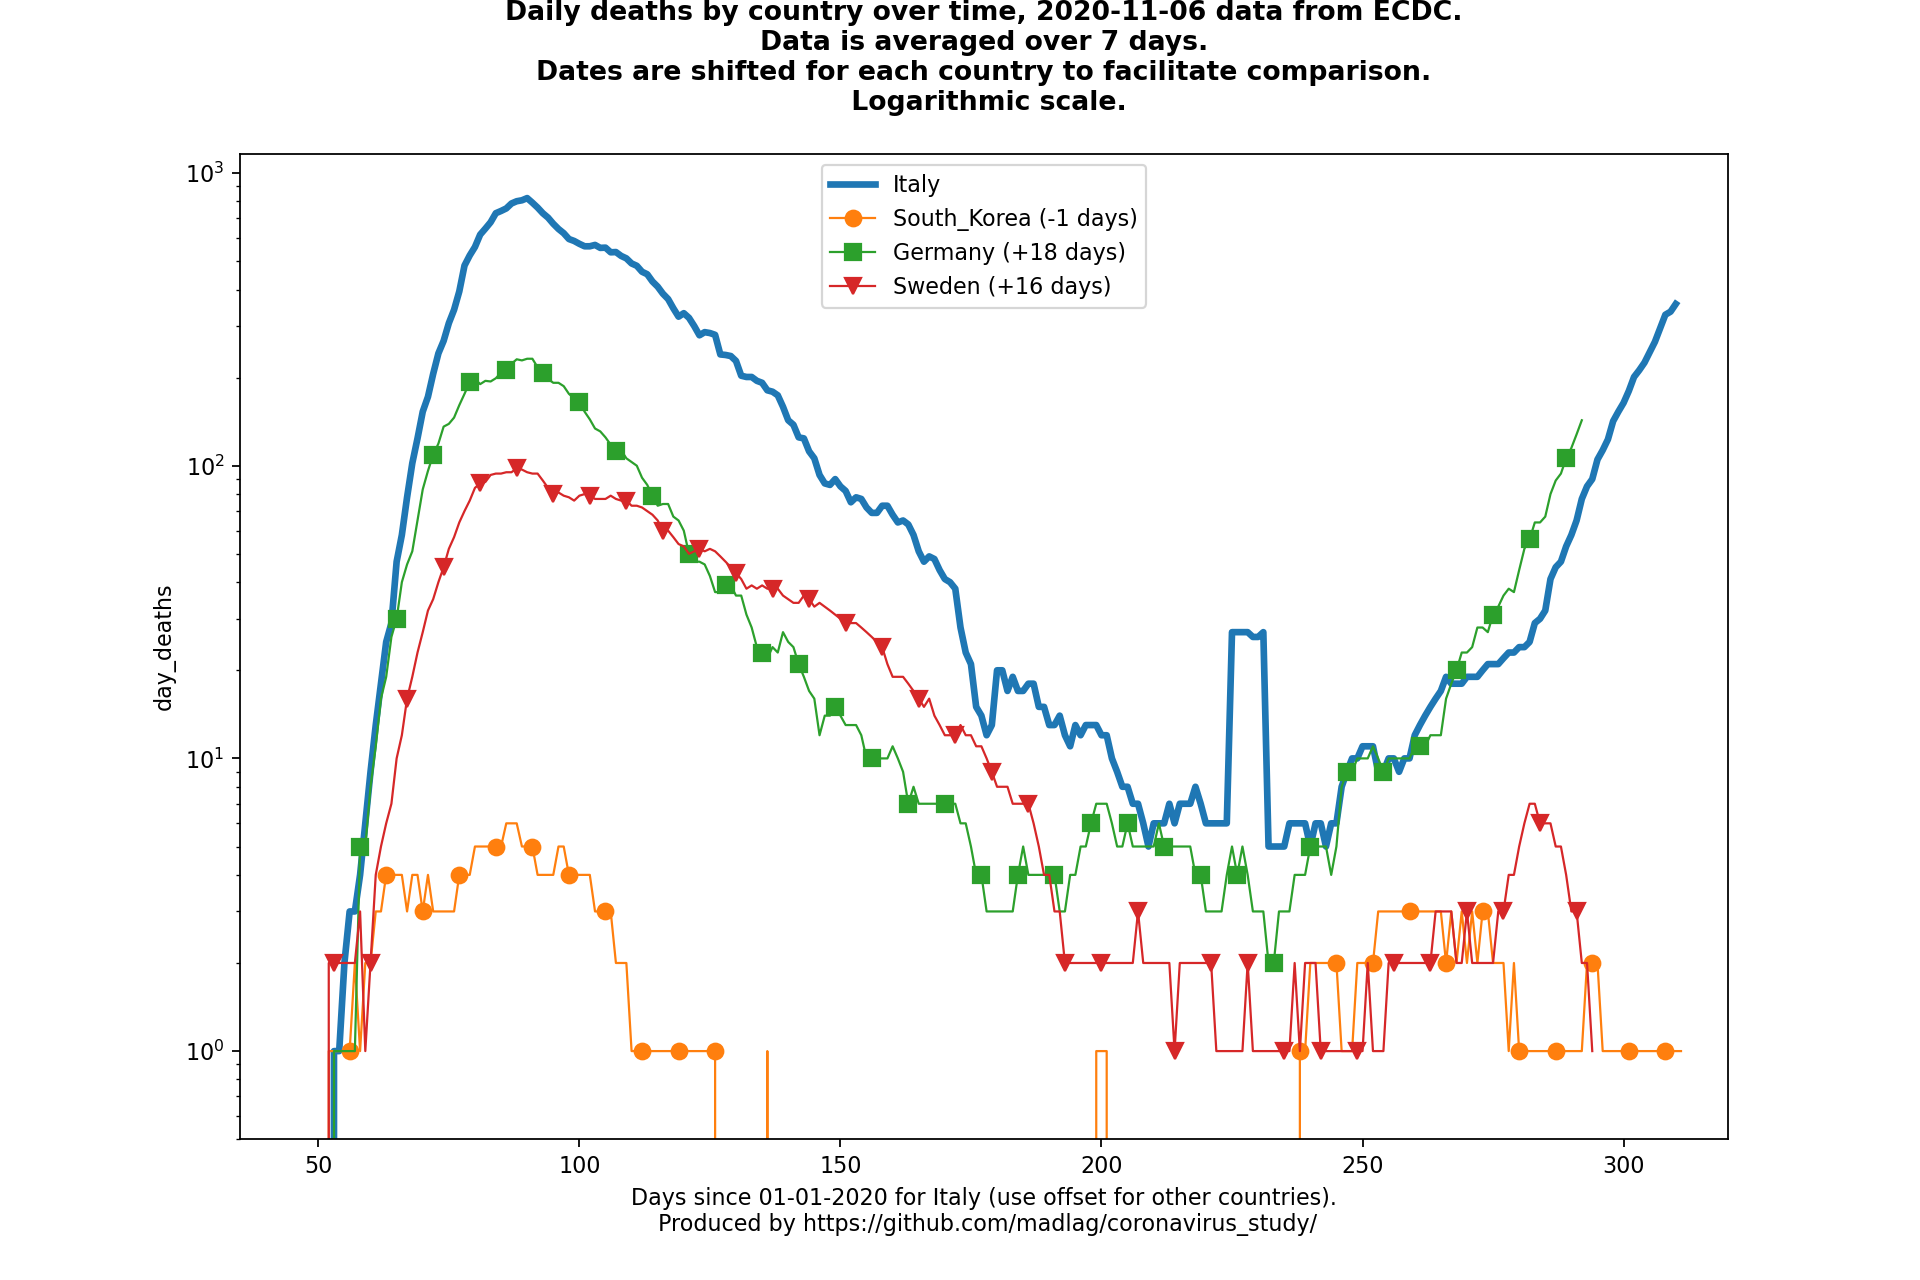 Daily deaths by country over time, 2020-11-06 data from ECDC.
Data is averaged over 7 days.
Dates are shifted for each country to facilitate comparison.
Logarithmic scale.
10³
10²
10¹
10⁰
day_deaths
Italy
South_Korea (-1 days)
Germany (+18 days)
Sweden (+16 days)
50 100 150 200 250 300
Days since 01-01-2020 for Italy (use offset for other countries).
Produced by https://github.com/madlag/coronavirus_study/